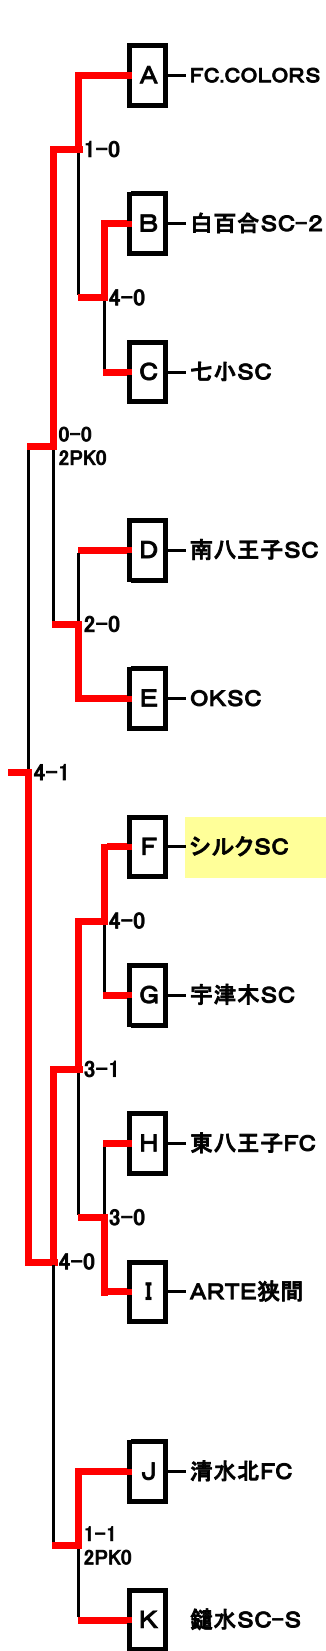 A FC.COLORS
1-0
B 白百合SC-2
4-0
C 七小SC
0-0
2PK0
D 南八王子SC
2-0
E OKSC
4-1
F シルクSC
4-0
G 宇津木SC
3-1
H 東八王子FC
3-0
4-0
I ARTE狭間
J 清水北FC
1-1
2PK0
K 鑓水SC-S